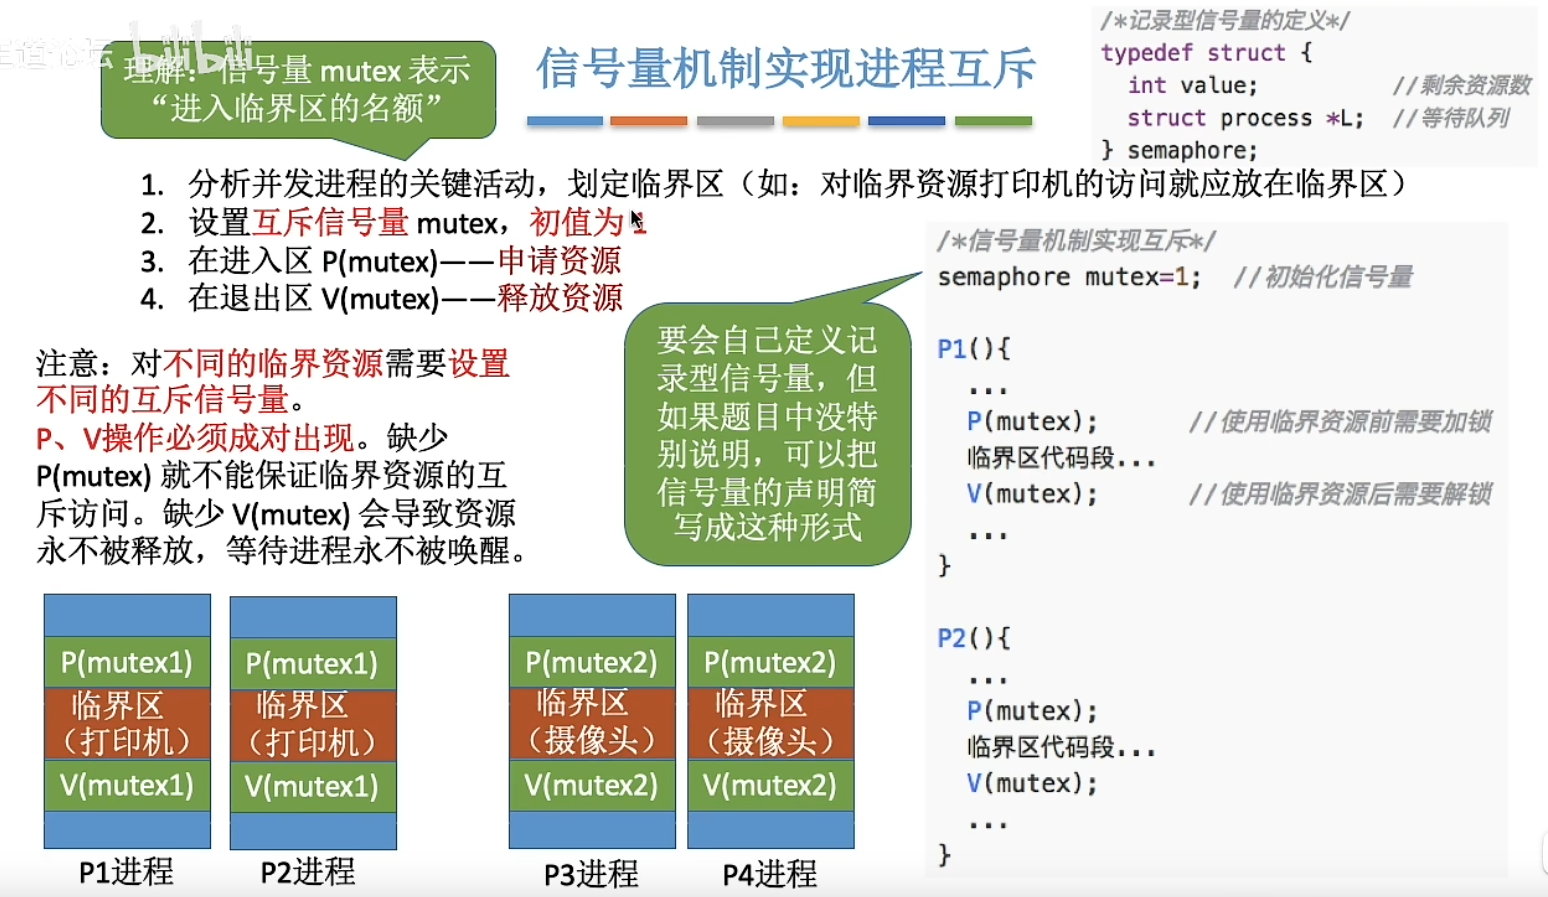 王道论坛 bilibili
理解：信号量 mutex 表示
“进入临界区的名额”
信号量机制实现进程互斥
/*记录型信号量的定义*/
typedef struct {
int value; //剩余资源数
struct process *L; //等待队列
} semaphore;
1. 分析并发进程的关键活动，划定临界区（如：对临界资源打印机的访问就应放在临界区）
2. 设置互斥信号量 mutex，初值为 1
3. 在进入区 P(mutex)——申请资源
4. 在退出区 V(mutex)——释放资源
注意：对不同的临界资源需要设置
不同的互斥信号量。
P、V操作必须成对出现。缺少
P(mutex) 就不能保证临界资源的互
斥访问。缺少 V(mutex) 会导致资源
永不被释放，等待进程永不被唤醒。
要会自己定义记
录型信号量，但
如果题目中没特
别说明，可以把
信号量的声明简
写成这种形式
/*信号量机制实现互斥*/
semaphore mutex=1; //初始化信号量
P1(){
...
P(mutex); //使用临界资源前需要加锁
临界区代码段...
V(mutex); //使用临界资源后需要解锁
...
}
P2(){
...
P(mutex);
临界区代码段...
V(mutex);
...
}
P(mutex1)
临界区
（打印机）
V(mutex1)
P1进程
P(mutex1)
临界区
（打印机）
V(mutex1)
P2进程
P(mutex2)
临界区
（摄像头）
V(mutex2)
P3进程
P(mutex2)
临界区
（摄像头）
V(mutex2)
P4进程